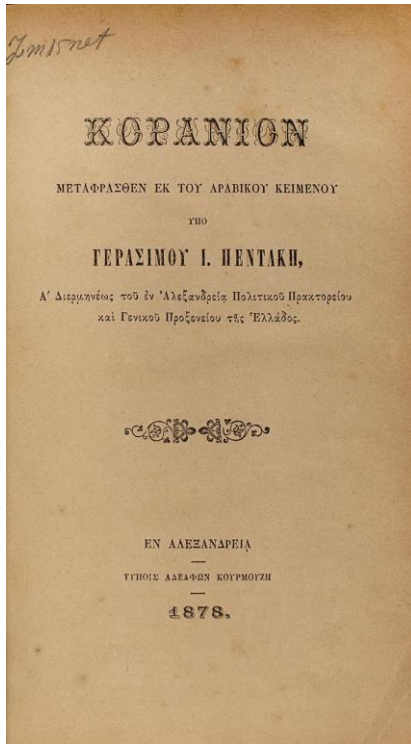 Zm15net
ΚΟΡΑΝΙΟΝ
ΜΕΤΑΦΡΑΣΘΕΝ ΕΚ ΤΟΥ ΑΡΑΒΙΚΟΥ ΚΕΙΜΕΝΟΥ
ΥΠΟ
ΓΕΡΑΣΙΜΟΥ Ι. ΠΕΝΤΑΚΗ,
Α΄ Διερμηνέως τοῦ ἐν Ἀλεξανδρείᾳ Πολιτικοῦ Πρακτορείου
καὶ Γενικοῦ Προξενείου τῆς Ἑλλάδος.
ΕΝ ΑΛΕΞΑΝΔΡΕΙᾼ
ΤΥΠΟΙΣ ΑΔΕΛΦΩΝ ΚΟΥΡΜΟΥΖΗ
1878.